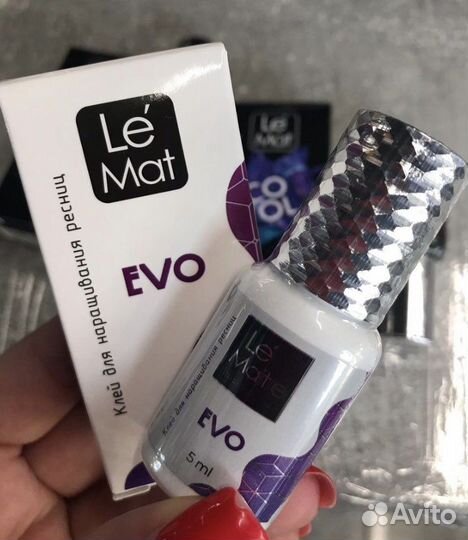 Lé
Mat
EVO
Клей для наращивания ресниц
Lé
Mat
Lé
Mat
Клей для наращивания ресниц
EVO
5 ml
Avito